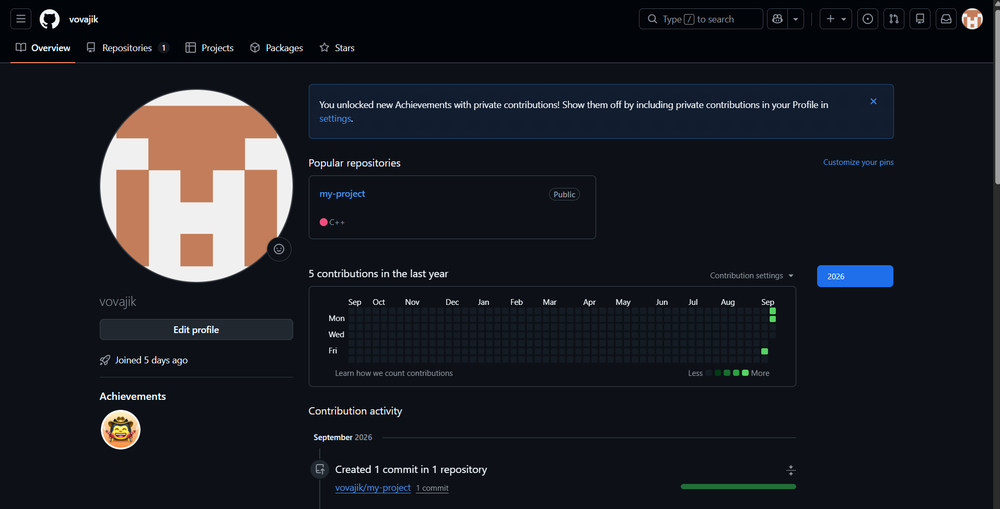 vovajik
Type / to search
Overview
Repositories 1
Projects
Packages
Stars
You unlocked new Achievements with private contributions! Show them off by including private contributions in your Profile in
settings.
Popular repositories
Customize your pins
my-project
Public
C++
5 contributions in the last year
Contribution settings
2026
Sep Oct Nov Dec Jan Feb Mar Apr May Jun Jul Aug Sep
Mon
Wed
Fri
Learn how we count contributions
Less More
vovajik
Edit profile
Joined 5 days ago
Achievements
Contribution activity
September 2026
Created 1 commit in 1 repository
vovajik/my-project 1 commit